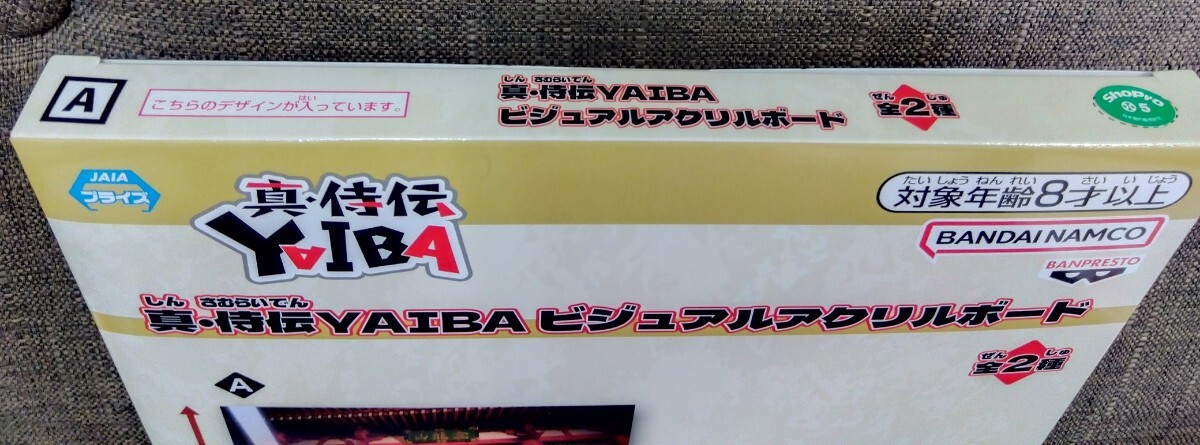 A
こちらのデザインが入っています。
はい
しん さむらいでん
真・侍伝YAIBA
ビジュアルアクリルボード
ぜん しゅ
全2種
ShoPro
5
JAIA
プライズ
真・侍伝
YAIBA
たいしょうねんれい さいいじょう
対象年齢8才以上
BANDAI NAMCO
BANPRESTO
しん さむらいでん
真・侍伝YAIBA ビジュアルアクリルボード
ぜん しゅ
全2種
A